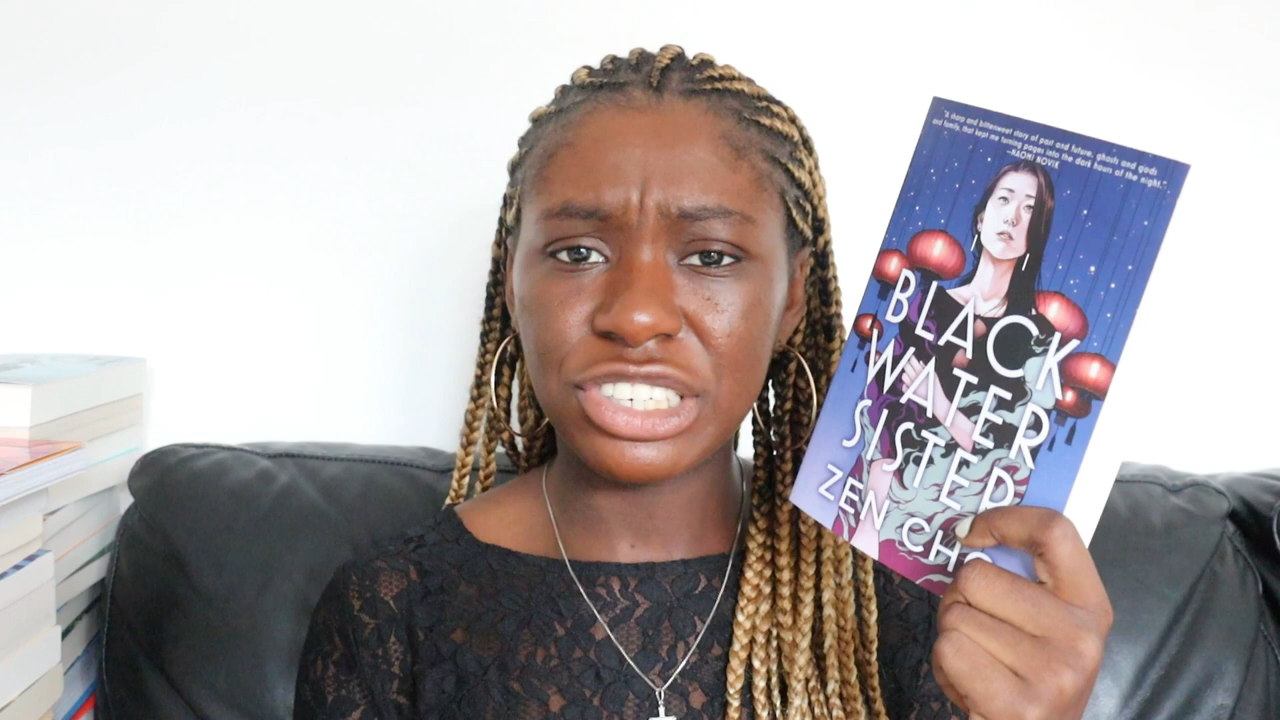 "A sharp and bittersweet story of past and future, ghosts and gods
and family, that kept me turning pages into the dark hours of the night."
—NAOMI NOVIK
BLACK
WATER
SISTER
ZEN CHO